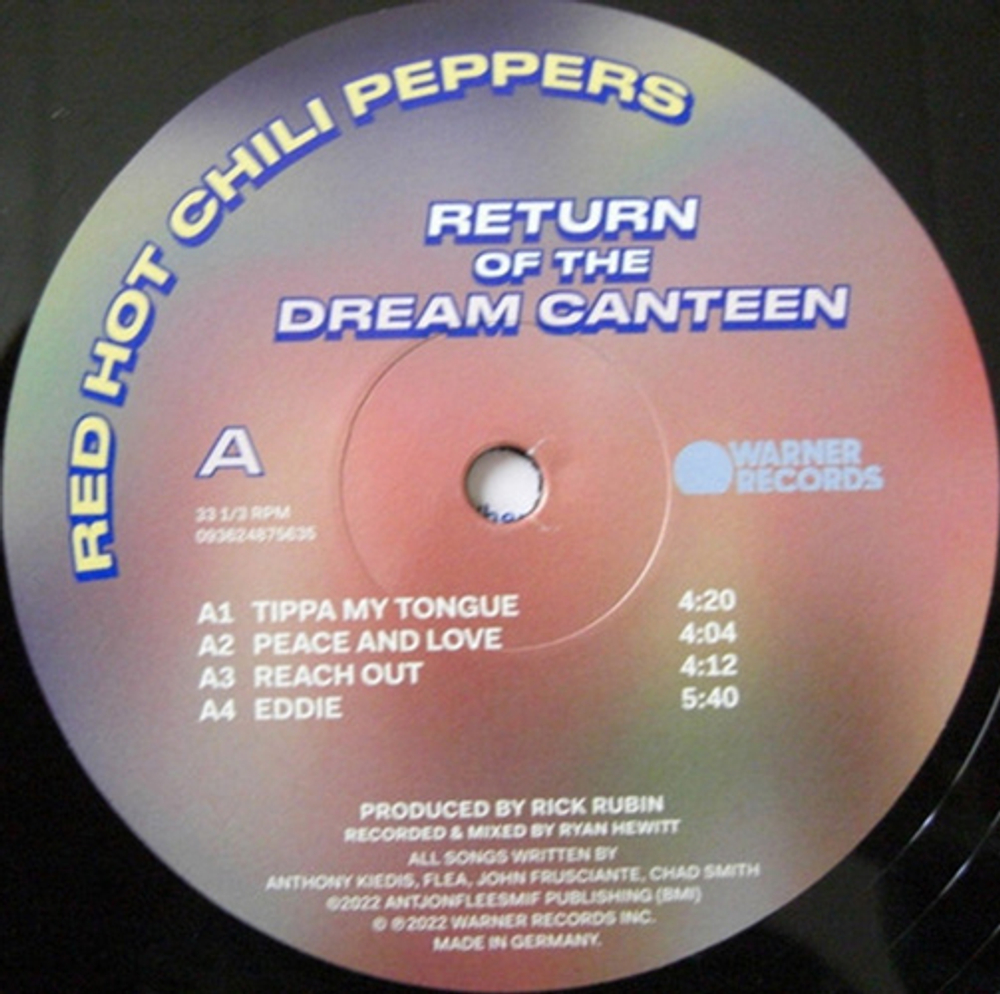 RED HOT CHILI PEPPERS
RETURN
OF THE
DREAM CANTEEN
A
33 1/3 RPM
093624875635
WARNER
RECORDS
A1 TIPPA MY TONGUE 4:20
A2 PEACE AND LOVE 4:04
A3 REACH OUT 4:12
A4 EDDIE 5:40
PRODUCED BY RICK RUBIN
RECORDED & MIXED BY RYAN HEWITT
ALL SONGS WRITTEN BY
ANTHONY KIEDIS, FLEA, JOHN FRUSCIANTE, CHAD SMITH
©2022 ANTJONFLEESMIF PUBLISHING (BMI)
© ℗2022 WARNER RECORDS INC.
MADE IN GERMANY.